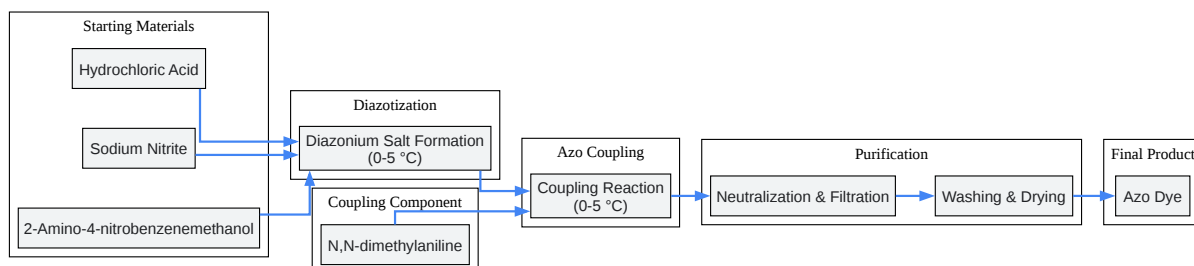 Starting Materials
Hydrochloric Acid
Sodium Nitrite
2-Amino-4-nitrobenzenemethanol
Diazotization
Diazonium Salt Formation
(0-5 °C)
Coupling Component
N,N-dimethylaniline
Azo Coupling
Coupling Reaction
(0-5 °C)
Purification
Neutralization & Filtration
Washing & Drying
Final Product
Azo Dye